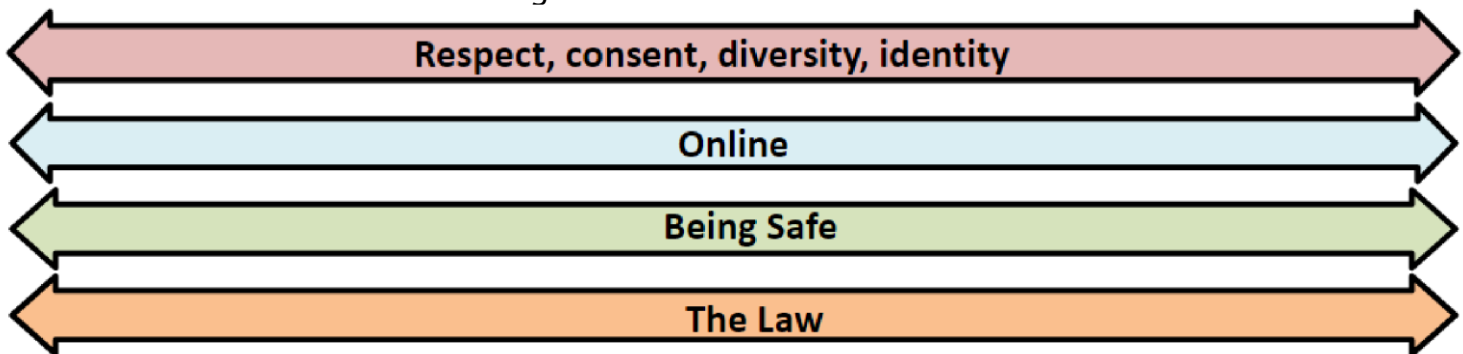 Respect, consent, diversity, identity
Online
Being Safe
The Law